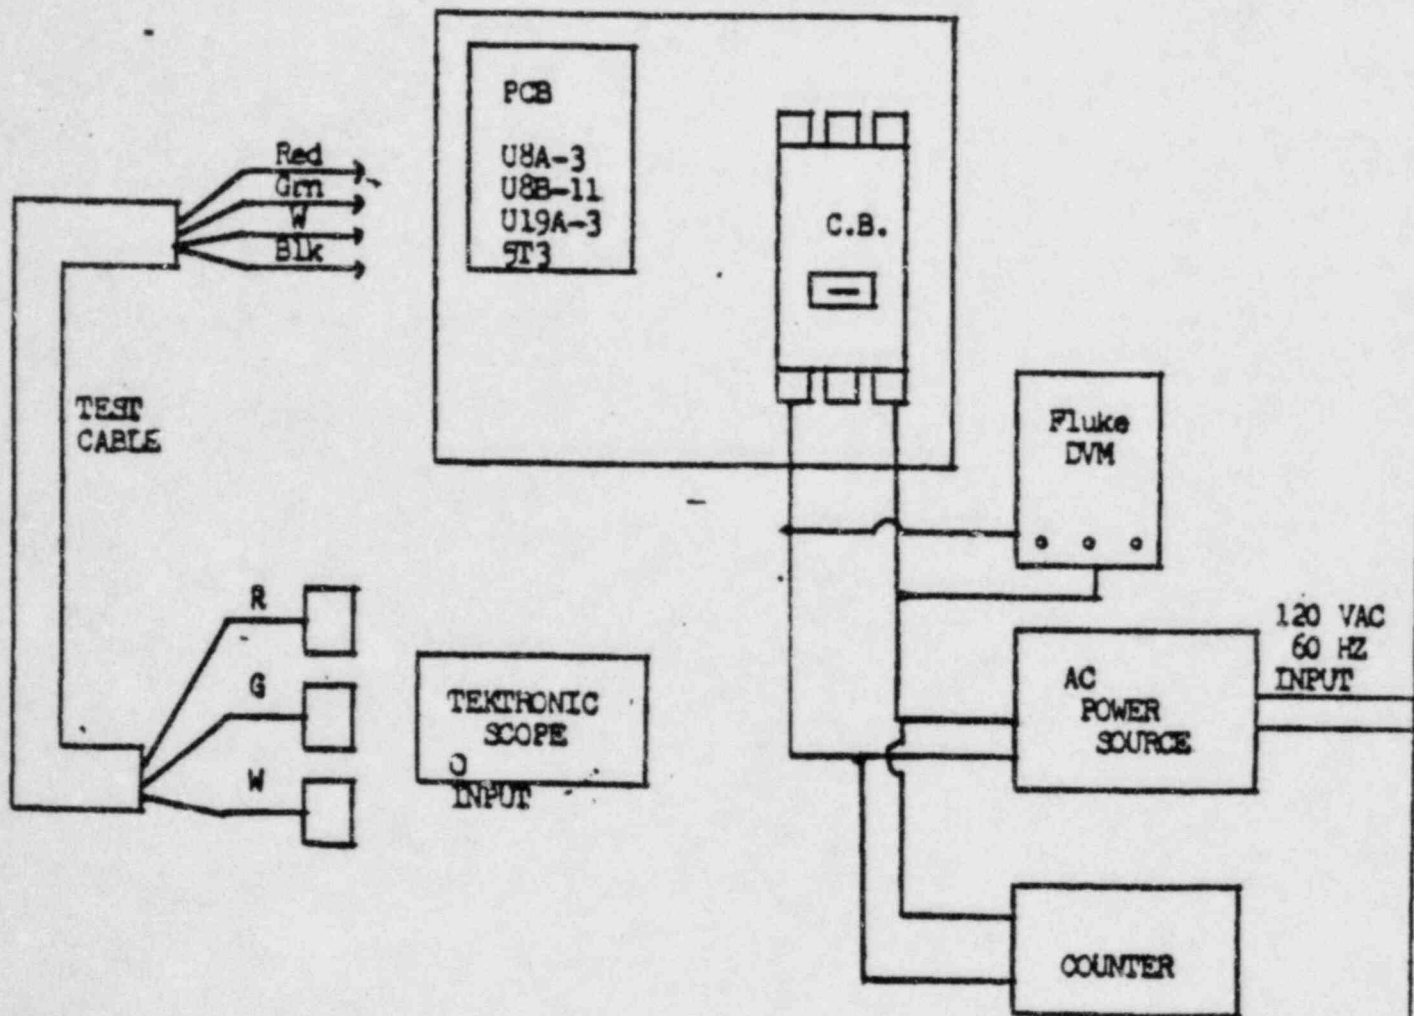 PCB
U8A-3
U8B-11
U19A-3
ST3
Red
Grn
W
Blk
C.B.
TEST
CABLE
Fluke
DVM
R
G
W
TEKTRONIC
SCOPE
INPUT
120 VAC
60 HZ
INPUT
AC
POWER
SOURCE
COUNTER